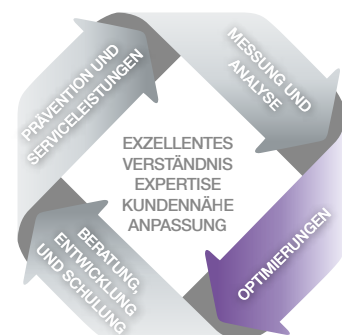 PRÄVENTION UND
SERVICELEISTUNGEN
MESSUNG UND
ANALYSE
EXZELLENTES
VERSTÄNDNIS
EXPERTISE
KUNDENNÄHE
ANPASSUNG
OPTIMIERUNGEN
BERATUNG,
ENTWICKLUNG
UND SCHULUNG